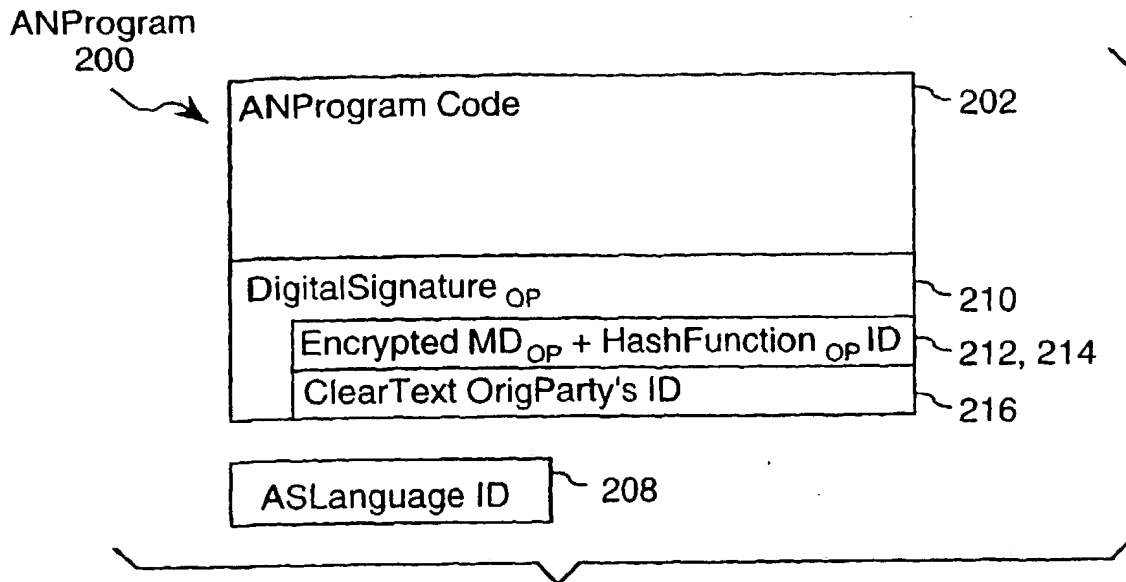 ANProgram
200
ANProgram Code
202
DigitalSignature OP
210
Encrypted MD OP + HashFunction OP ID
212, 214
ClearText OrigParty's ID
216
ASLanguage ID
208